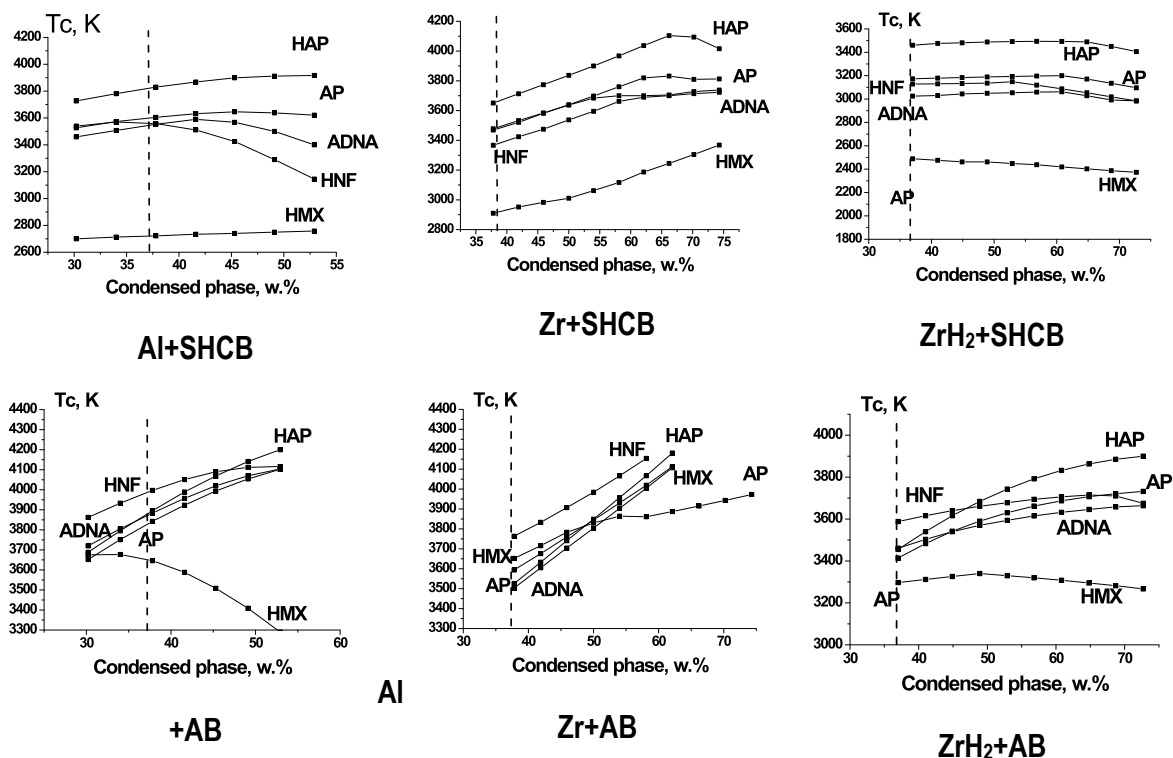 Tc, K
4200
4000
3800
3600
3400
3200
3000
2800
2600
HAP
AP
ADNA
HNF
HMX
25 30 35 40 45 50 55
Condensed phase, w.%
Al+SHCB
4200
4000
3800
3600
3400
3200
3000
2800
HAP
AP
ADNA
HNF
HMX
35 40 45 50 55 60 65 70 75
Condensed phase, w.%
Zr+SHCB
Tc, K
3600
3400
3200
3000
2800
2600
2400
2200
2000
1800
HAP
AP
HNF
ADNA
HMX
AP
30 40 50 60 70
Condensed phase, w.%
ZrH2+SHCB
Tc, K
4400
4300
4200
4100
4000
3900
3800
3700
3600
3500
3400
3300
HAP
HNF
ADNA
AP
HMX
30 40 50 60
Condensed phase, w.%
Al
+AB
Tc, K
4400
4300
4200
4100
4000
3900
3800
3700
3600
3500
3400
3300
HNF
HAP
HMX
AP
HMX
AP
ADNA
30 40 50 60 70
Condensed phase, w.%
Zr+AB
Tc, K
4000
3800
3600
3400
3200
3000
HAP
AP
HNF
ADNA
AP
HMX
30 40 50 60 70
Condensed phase, w.%
ZrH2+AB